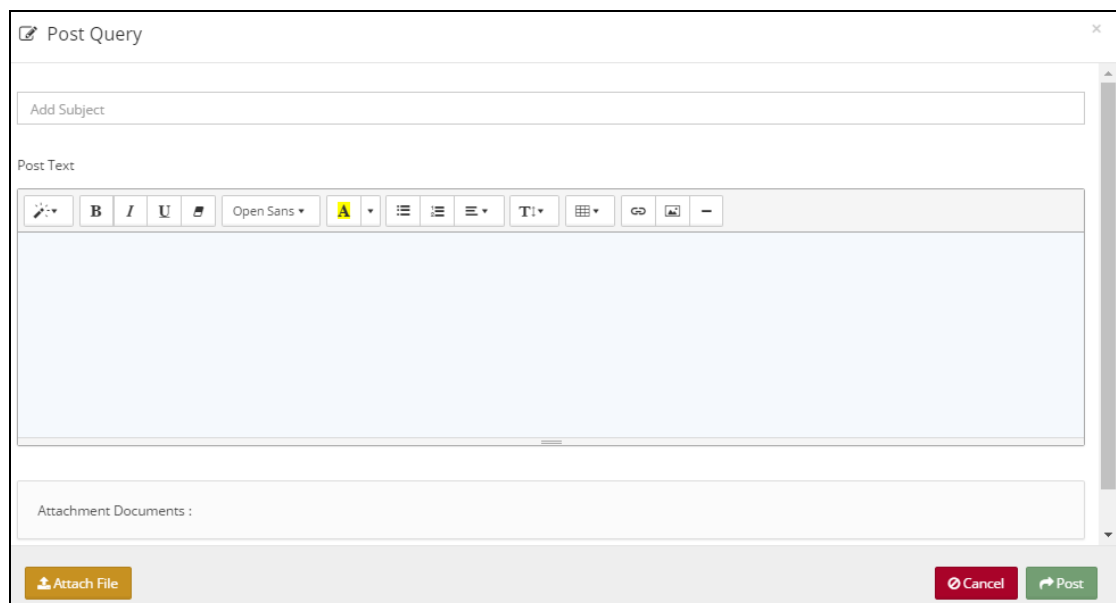 Post Query
Add Subject
Post Text
B I U Open Sans A T
Attachment Documents :
Attach File Cancel Post